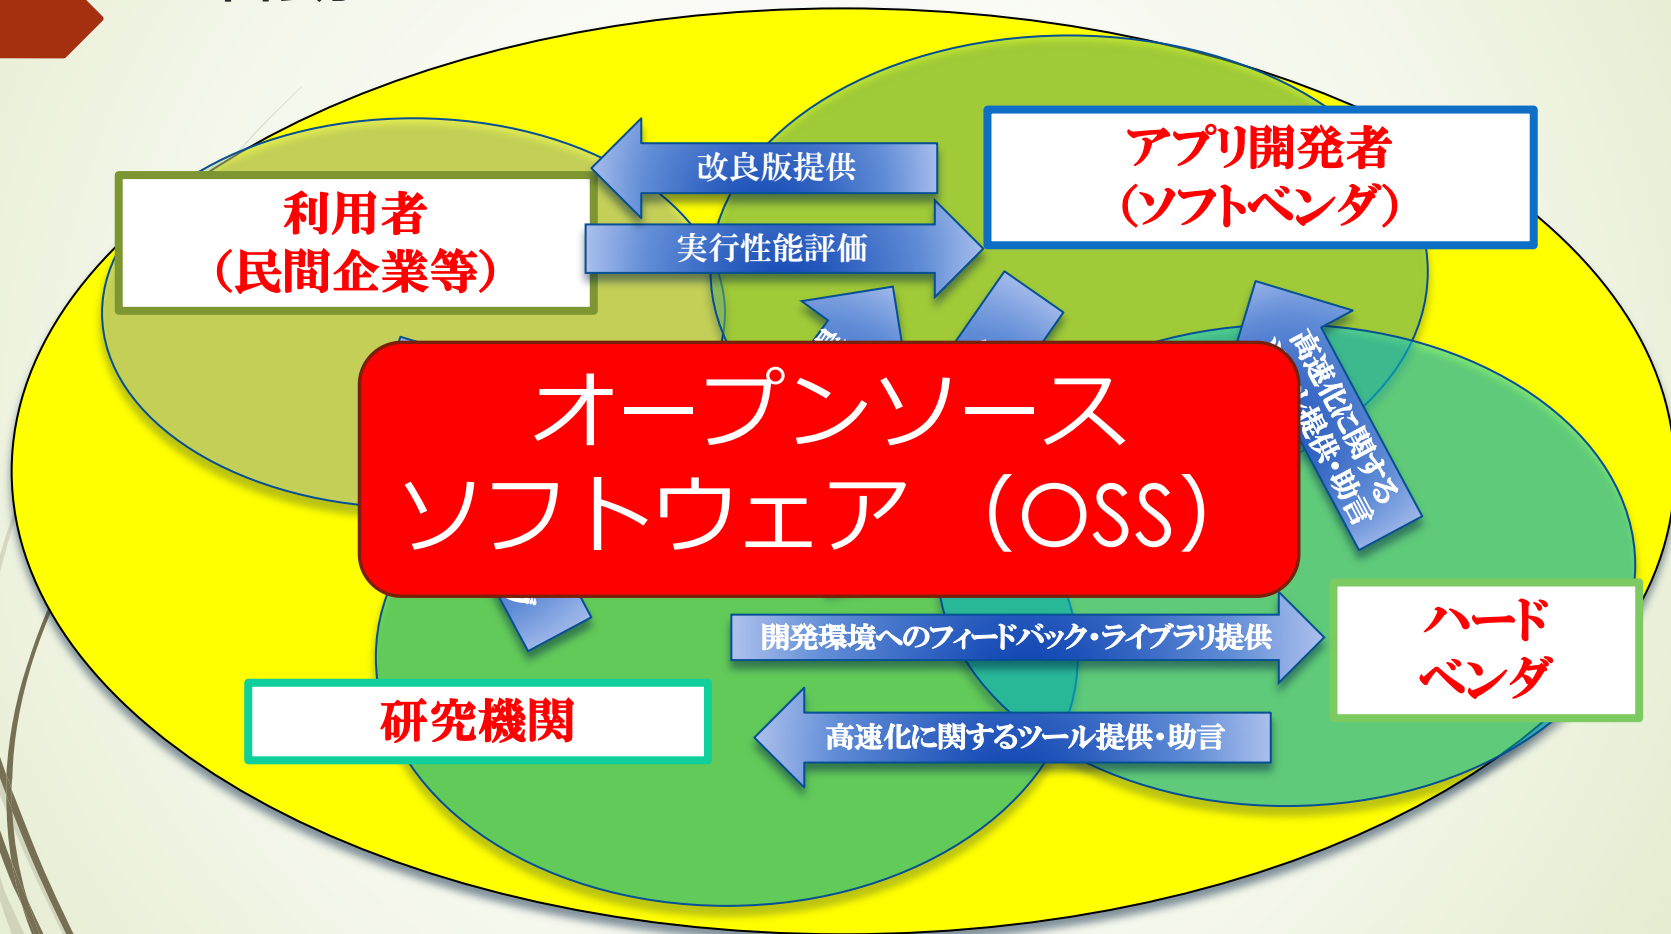 改良版提供
アプリ開発者
（ソフトベンダ）
利用者
（民間企業等）
実行性能評価
高速化に関する
提供・助言
オープンソース
ソフトウェア （OSS）
開発環境へのフィードバック・ライブラリ提供
ハード
ベンダ
研究機関
高速化に関するツール提供・助言